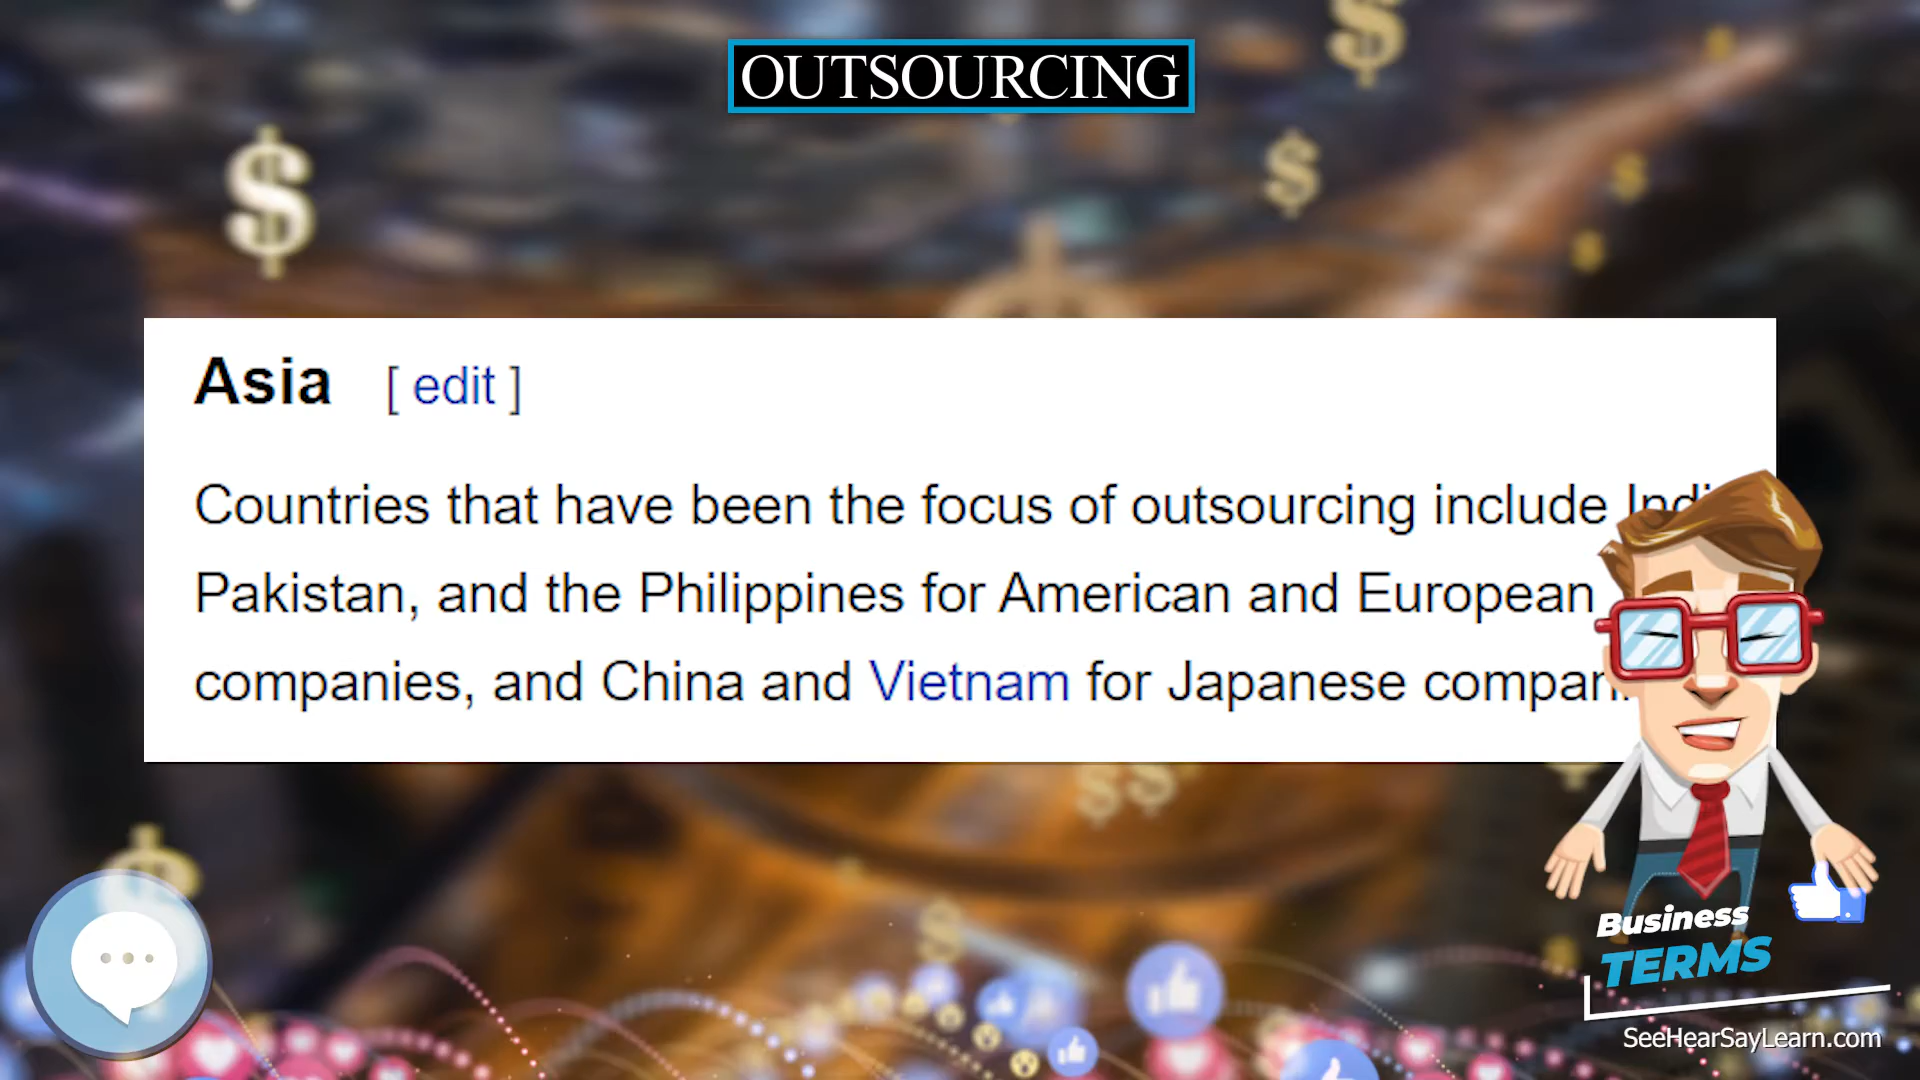 OUTSOURCING
Asia [ edit ]
Countries that have been the focus of outsourcing include
Pakistan, and the Philippines for American and European
companies, and China and Vietnam for Japanese
Business
TERMS
SeeHearSayLearn.com